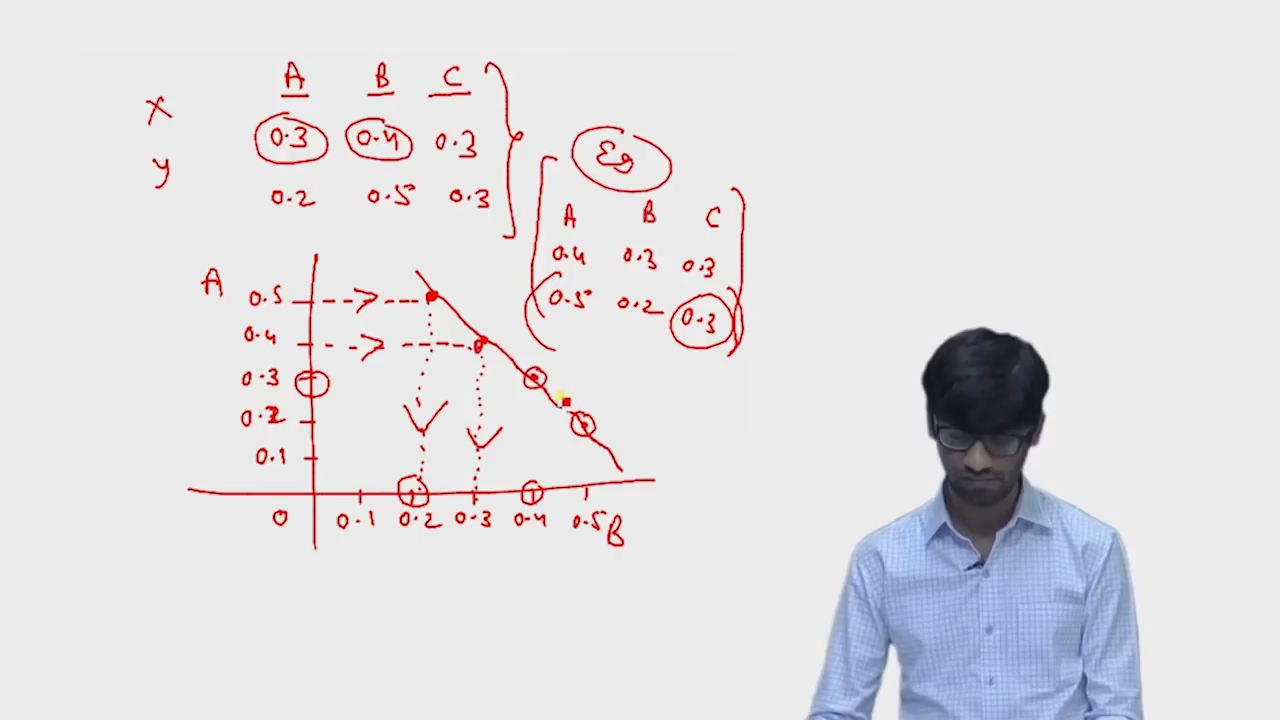 A B C
x 0.3 0.4 0.3
y 0.2 0.5 0.3
Eg
A B C
0.4 0.3 0.3
0.5 0.2 0.3
A
0.5
0.4
0.3
0.2
0.1
0 0.1 0.2 0.3 0.4 0.5 B